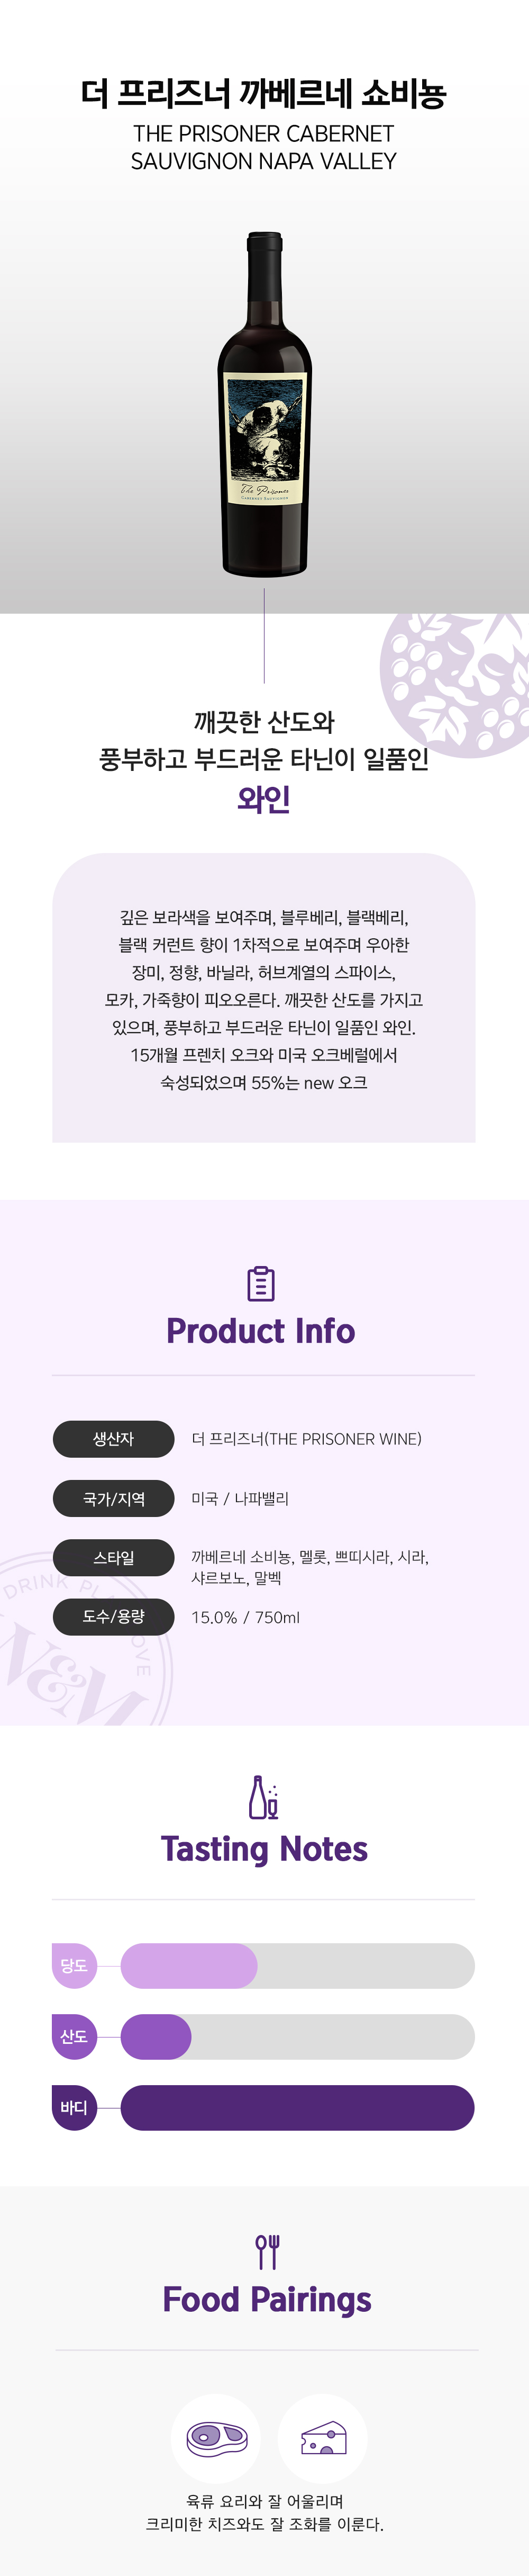 더 프리즈너 까베르네 쇼비뇽
THE PRISONER CABERNET
SAUVIGNON NAPA VALLEY
The Prisoner
CABERNET SAUVIGNON
깨끗한 산도와
풍부하고 부드러운 타닌이 일품인
와인
깊은 보라색을 보여주며, 블루베리, 블랙베리,
블랙 커런트 향이 1차적으로 보여주며 우아한
장미, 정향, 바닐라, 허브계열의 스파이스,
모카, 가죽향이 피오오른다. 깨끗한 산도를 가지고
있으며, 풍부하고 부드러운 타닌이 일품인 와인.
15개월 프렌치 오크와 미국 오크베럴에서
숙성되었으며 55%는 new 오크
Product Info
생산자 더 프리즈너(THE PRISONER WINE)
국가/지역 미국 / 나파밸리
스타일 까베르네 소비뇽, 멜롯, 쁘띠시라, 시라,
샤르보노, 말벡
도수/용량 15.0% / 750ml
DRINK
W&M
Tasting Notes
당도
산도
바디
Food Pairings
육류 요리와 잘 어울리며
크리미한 치즈와도 잘 조화를 이룬다.